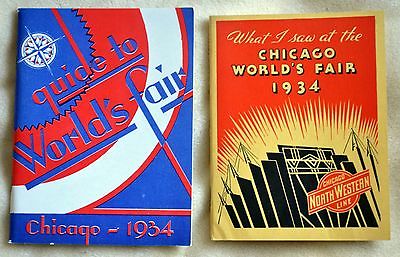 guide to
World's fair
Chicago - 1934
What I saw at the
CHICAGO
WORLD'S FAIR
1934
CHICAGO
NORTH WESTERN
LINE